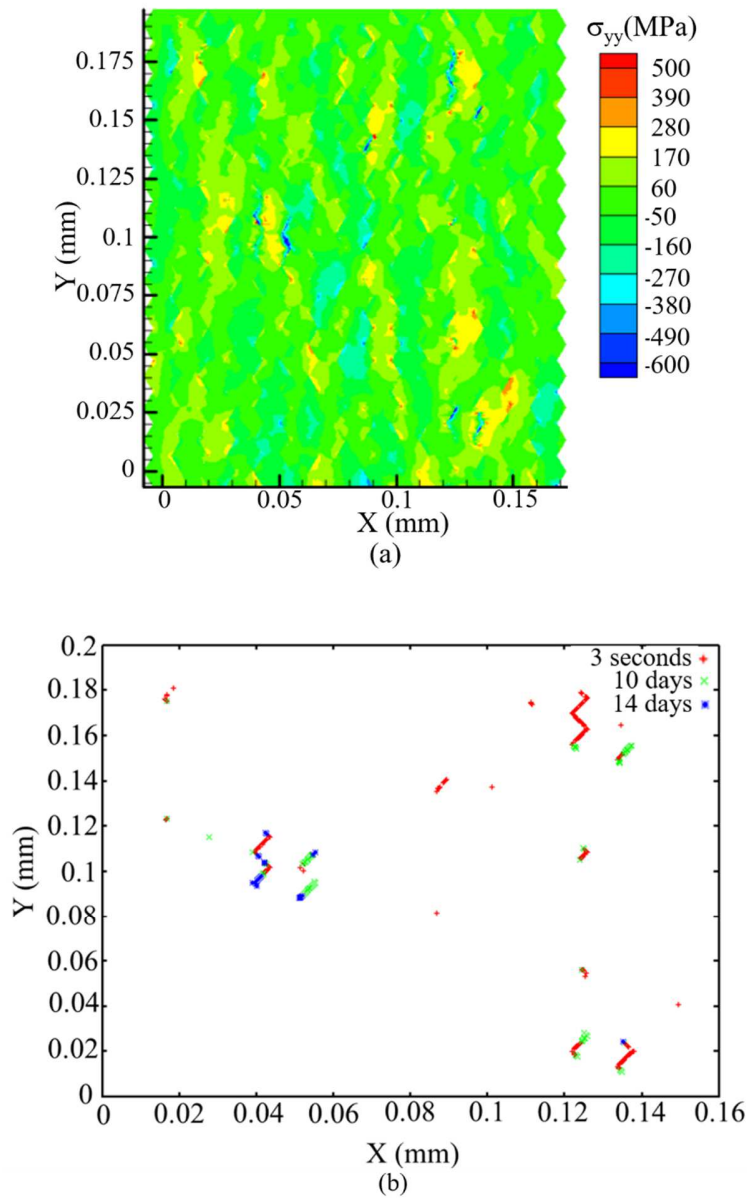 σyy(MPa)
500
390
280
170
60
-50
-160
-270
-380
-490
-600
0.175
0.15
0.125
0.1
0.075
0.05
0.025
0
Y (mm)
0 0.05 0.1 0.15
X (mm)
(a)
3 seconds
10 days
14 days
0.2
0.18
0.16
0.14
0.12
0.1
0.08
0.06
0.04
0.02
0
Y (mm)
0 0.02 0.04 0.06 0.08 0.1 0.12 0.14 0.16
X (mm)
(b)